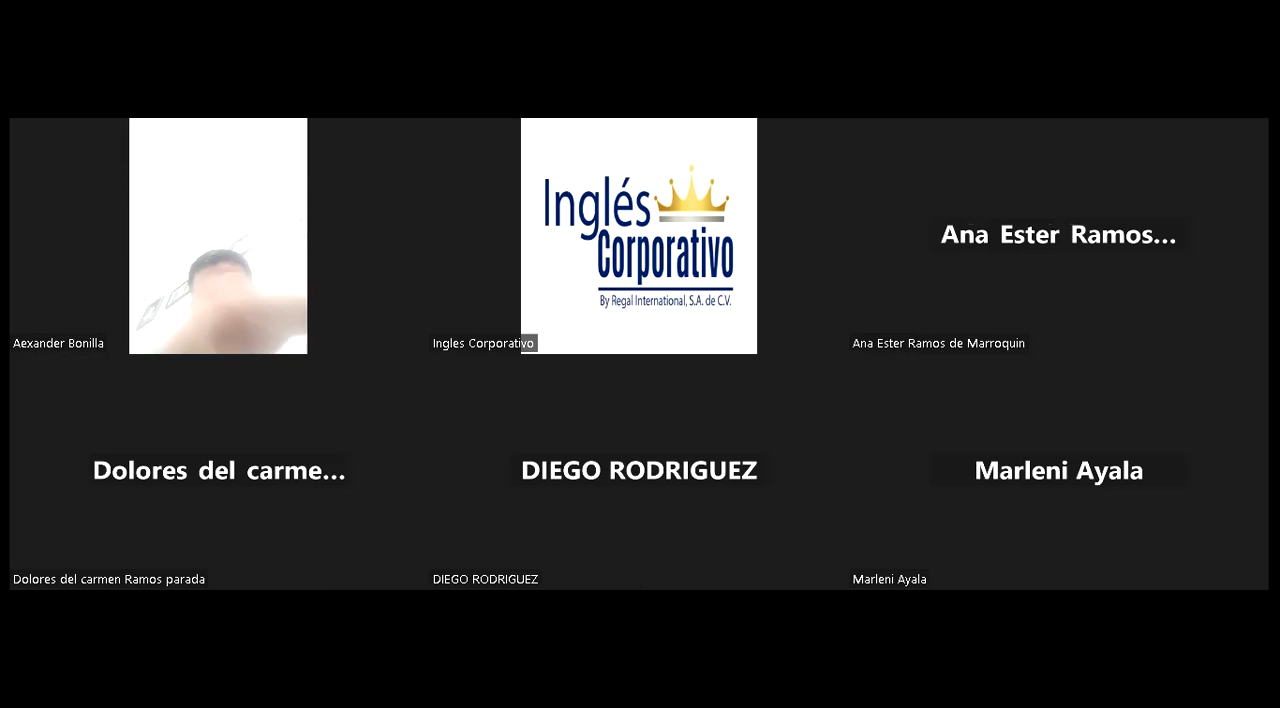 Inglés
Corporativo
By Regal International, S.A. de C.V.
Ana Ester Ramos...
Aexander Bonilla
Ingles Corporativo
Ana Ester Ramos de Marroquin
Dolores del carme...
DIEGO RODRIGUEZ
Marleni Ayala
Dolores del carmen Ramos parada
DIEGO RODRIGUEZ
Marleni Ayala